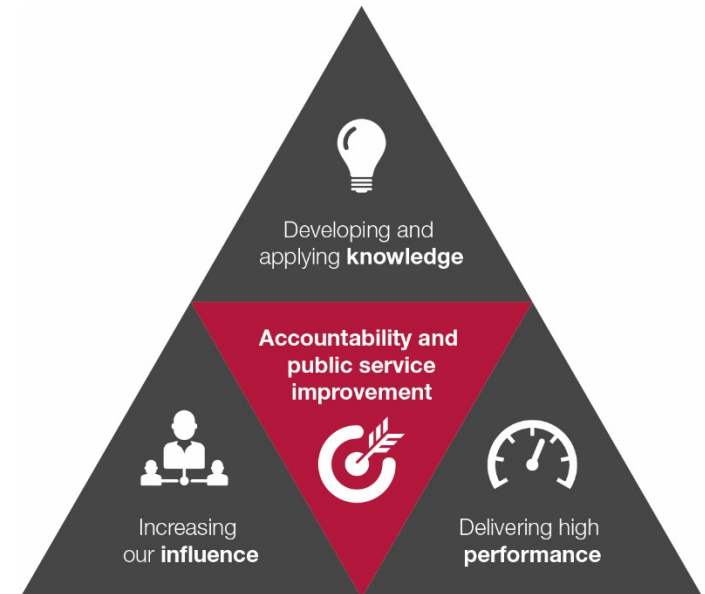 Developing and
applying knowledge
Accountability and
public service
improvement
Increasing
our influence
Delivering high
performance